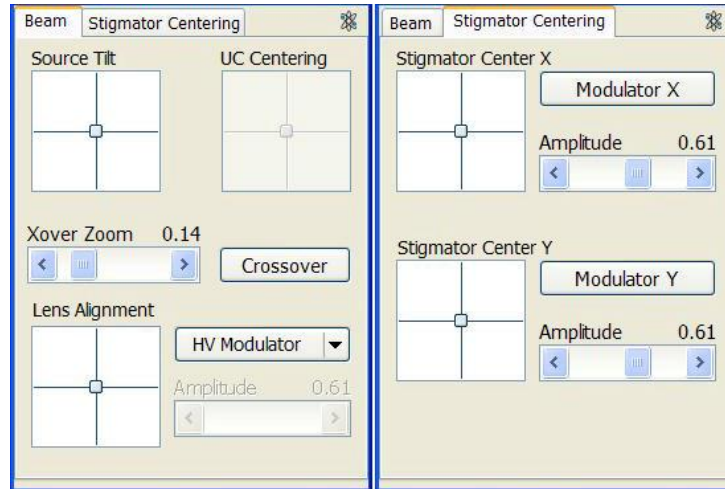 Beam Stigmator Centering
Source Tilt UC Centering
Xover Zoom 0.14
Crossover
Lens Alignment
HV Modulator
Amplitude 0.61
Beam Stigmator Centering
Stigmator Center X
Modulator X
Amplitude 0.61
Stigmator Center Y
Modulator Y
Amplitude 0.61